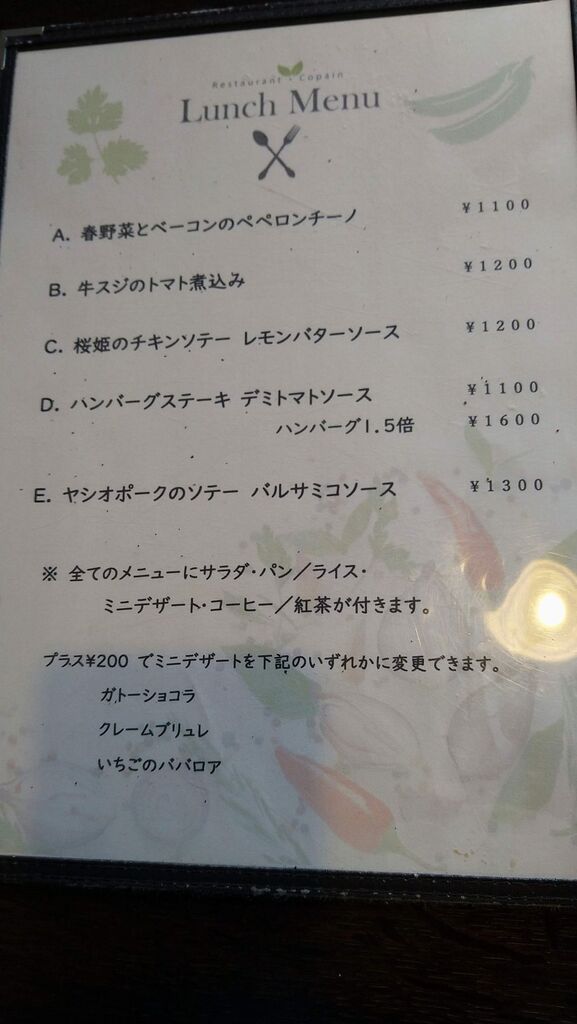 Restaurant・Copain
Lunch Menu
A. 春野菜とベーコンのペペロンチーノ ¥1100
B. 牛スジのトマト煮込み ¥1200
C. 桜姫のチキンソテー レモンバターソース ¥1200
D. ハンバーグステーキ デミトマトソース ¥1100
ハンバーグ1.5倍 ¥1600
E. ヤシオポークのソテー バルサミコソース ¥1300
※ 全てのメニューにサラダ・パン/ライス・
ミニデザート・コーヒー/紅茶が付きます。
プラス¥200 でミニデザートを下記のいずれかに変更できます。
ガトーショコラ
クレームブリュレ
いちごのババロア